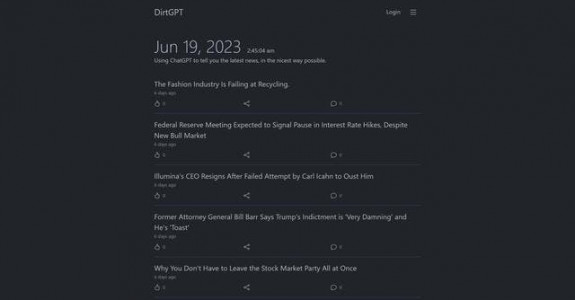 DirtGPT
Login
Jun 19, 2023 2:45:04 am
Using ChatGPT to tell you the latest news, in the nicest way possible.
The Fashion Industry Is Failing at Recycling.
6 days ago
0 0
Federal Reserve Meeting Expected to Signal Pause in Interest Rate Hikes, Despite
New Bull Market
6 days ago
0 0
Illumina's CEO Resigns After Failed Attempt by Carl Icahn to Oust Him
6 days ago
0 0
Former Attorney General Bill Barr Says Trump's Indictment is 'Very Damning' and
He's 'Toast'
6 days ago
0 0
Why You Don't Have to Leave the Stock Market Party All at Once
6 days ago
0 0